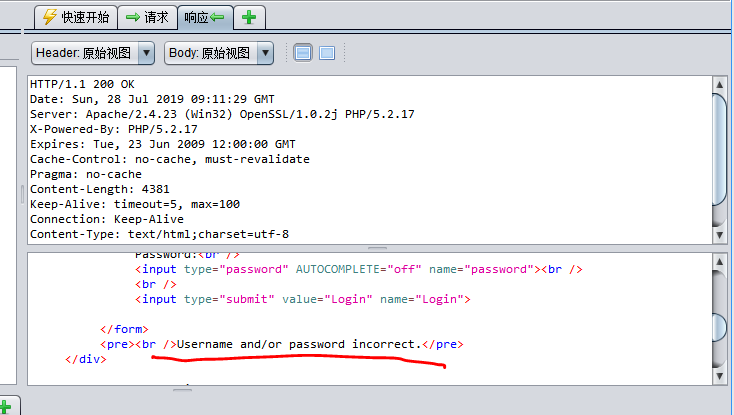 快速开始 请求 响应
Header: 原始视图 Body: 原始视图
HTTP/1.1 200 OK
Date: Sun, 28 Jul 2019 09:11:29 GMT
Server: Apache/2.4.23 (Win32) OpenSSL/1.0.2j PHP/5.2.17
X-Powered-By: PHP/5.2.17
Expires: Tue, 23 Jun 2009 12:00:00 GMT
Cache-Control: no-cache, must-revalidate
Pragma: no-cache
Content-Length: 4381
Keep-Alive: timeout=5, max=100
Connection: Keep-Alive
Content-Type: text/html;charset=utf-8
Password:<br />
<input type="password" AUTOCOMPLETE="off" name="password"><br />
<br />
<input type="submit" value="Login" name="Login">
</form>
<pre><br />Username and/or password incorrect.</pre>
</div>